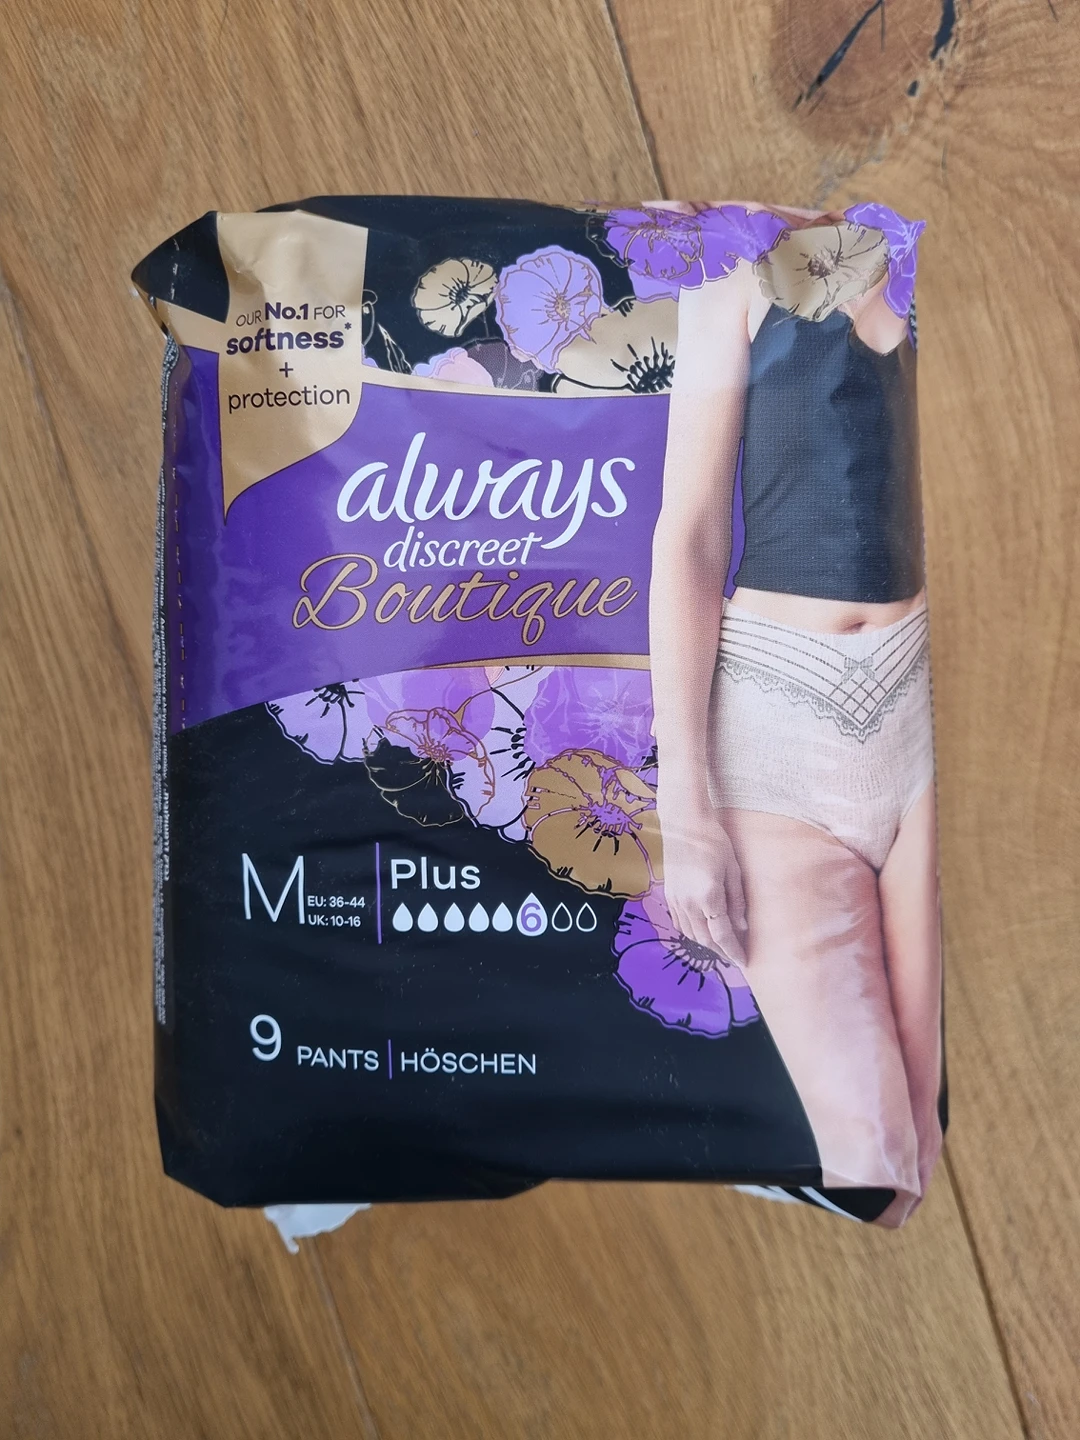 OUR No.1 FOR
softness*
+
protection
always
discreet
Boutique
M
EU: 36-44
UK: 10-16
Plus
6
9 PANTS | HÖSCHEN